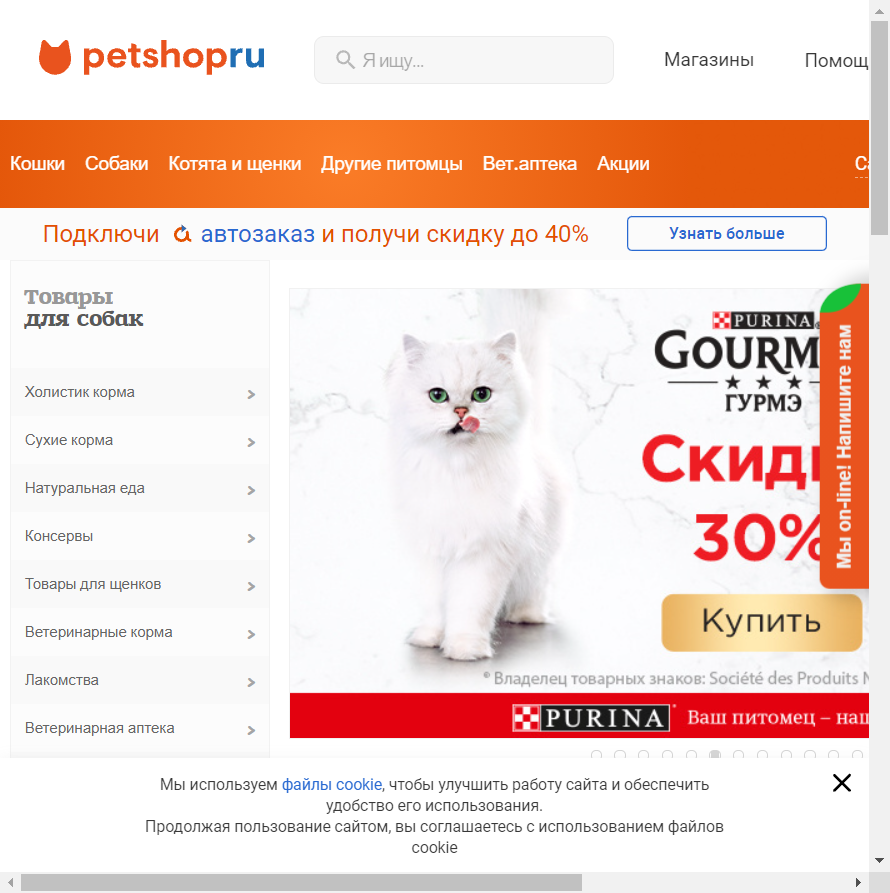 petshopru
Я ищу...
Магазины
Помощ
Кошки
Собаки
Котята и щенки
Другие питомцы
Вет.аптека
Акции
Са
Подключи автозаказ и получи скидку до 40%
Узнать больше
Товары
для собак
Холистик корма
Сухие корма
Натуральная еда
Консервы
Товары для щенков
Ветеринарные корма
Лакомства
Ветеринарная аптека
PURINA
GOURM
ГУРМЭ
Скид
30%
Купить
® Владелец товарных знаков: Société des Produits N
PURINA
Ваш питомец – наш
Мы on-line! Напишите нам
Мы используем файлы cookie, чтобы улучшить работу сайта и обеспечить
удобство его использования.
Продолжая пользование сайтом, вы соглашаетесь с использованием файлов
cookie